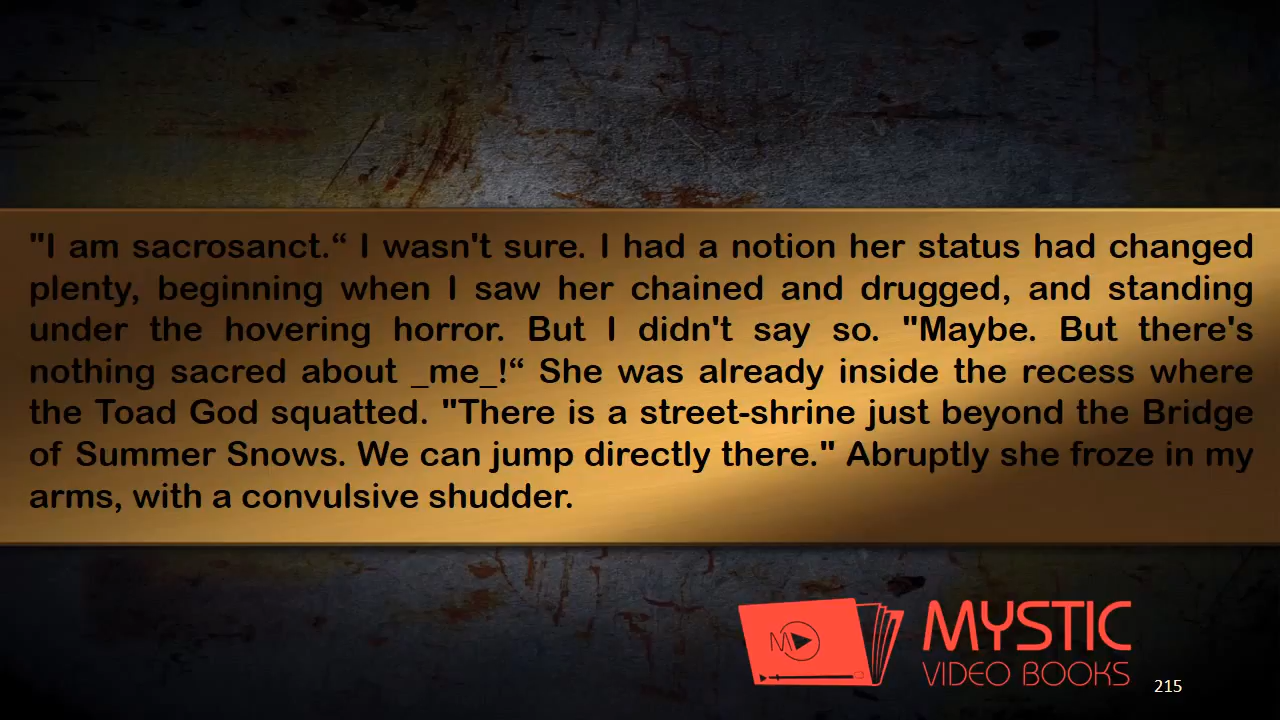 "I am sacrosanct.“ I wasn't sure. I had a notion her status had changed
plenty, beginning when I saw her chained and drugged, and standing
under the hovering horror. But I didn't say so. "Maybe. But there's
nothing sacred about _me_!“ She was already inside the recess where
the Toad God squatted. "There is a street-shrine just beyond the Bridge
of Summer Snows. We can jump directly there." Abruptly she froze in my
arms, with a convulsive shudder.
M
MYSTIC
VIDEO BOOKS
215